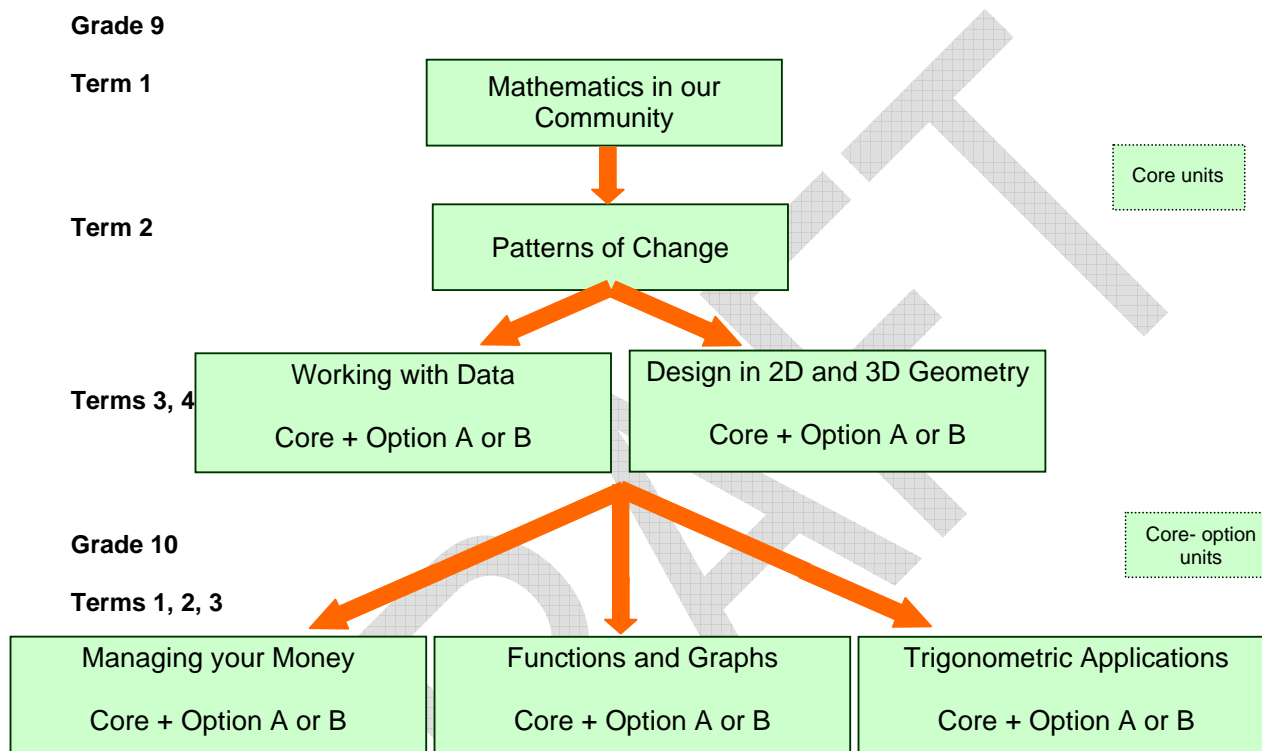 Grade 9
Term 1
Mathematics in our
Community
Core units
Term 2
Patterns of Change
Terms 3, 4
Working with Data
Core + Option A or B
Design in 2D and 3D Geometry
Core + Option A or B
Grade 10
Core- option
units
Terms 1, 2, 3
Managing your Money
Core + Option A or B
Functions and Graphs
Core + Option A or B
Trigonometric Applications
Core + Option A or B
DRAFT